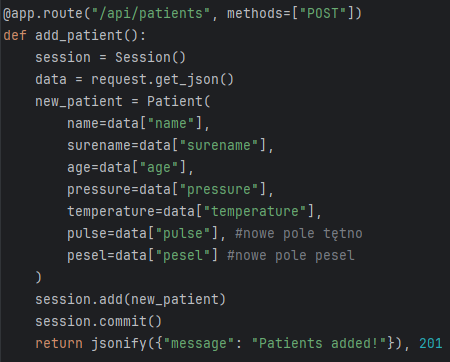 @app.route("/api/patients", methods=["POST"])
def add_patient():
    session = Session()
    data = request.get_json()
    new_patient = Patient(
        name=data["name"],
        surename=data["surename"],
        age=data["age"],
        pressure=data["pressure"],
        temperature=data["temperature"],
        pulse=data["pulse"], #nowe pole tętno
        pesel=data["pesel"] #nowe pole pesel
    )
    session.add(new_patient)
    session.commit()
    return jsonify({"message": "Patients added!"}), 201